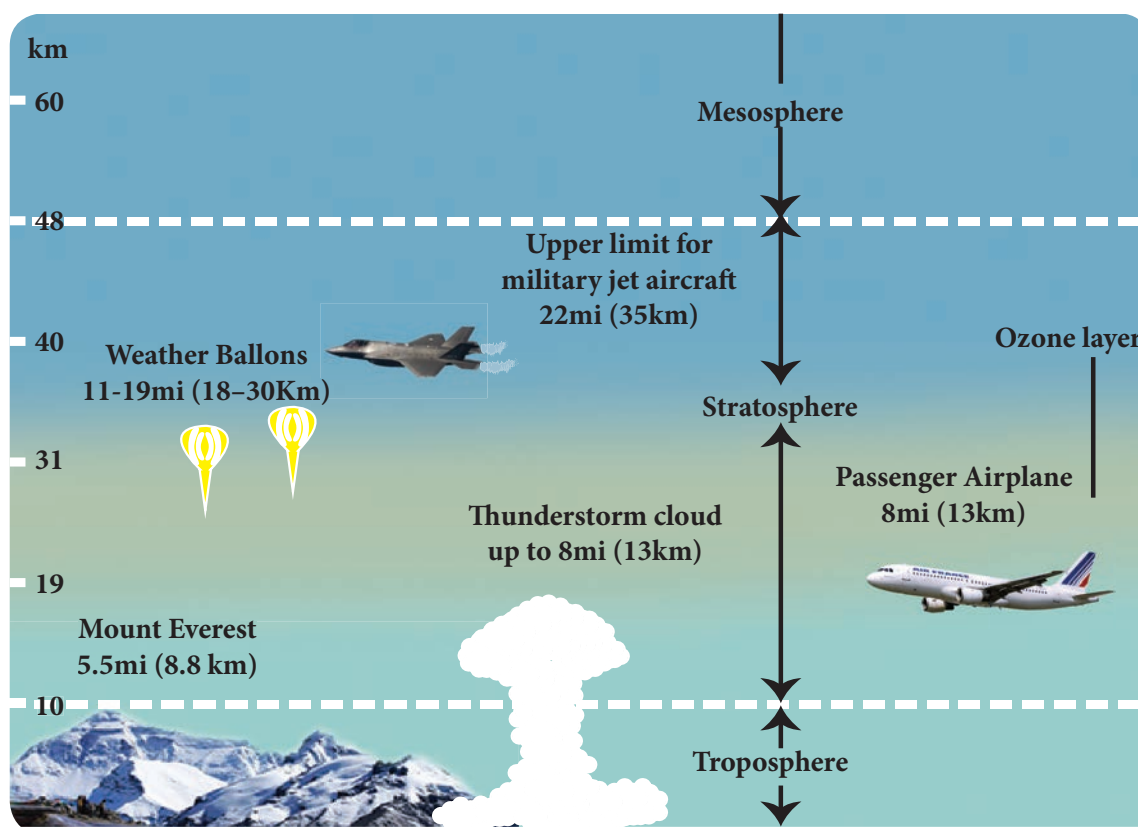 km
60
Mesosphere
48
Upper limit for
military jet aircraft
22mi (35km)
40
Ozone layer
Weather Ballons
11-19mi (18–30Km)
Stratosphere
31
Passenger Airplane
8mi (13km)
Thunderstorm cloud
up to 8mi (13km)
19
AIR FRANCE
Mount Everest
5.5mi (8.8 km)
10
Troposphere